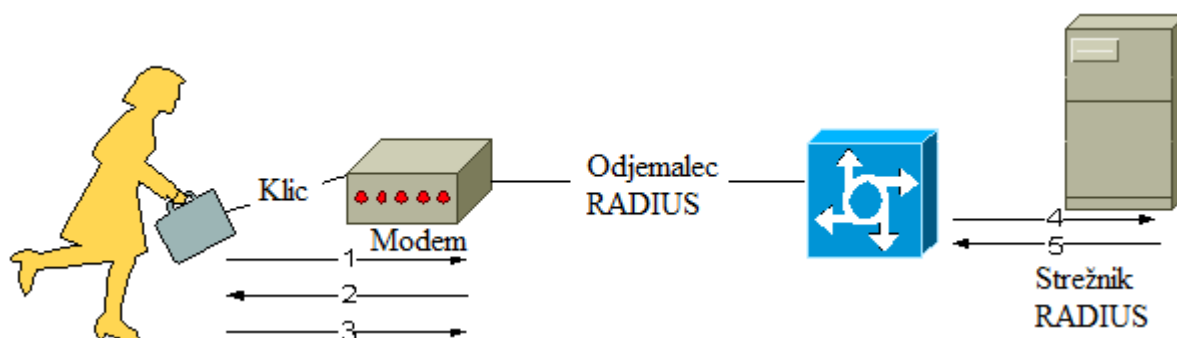 Klic
Modem
Odjemalec
RADIUS
1
2
3
4
5
Strežnik
RADIUS